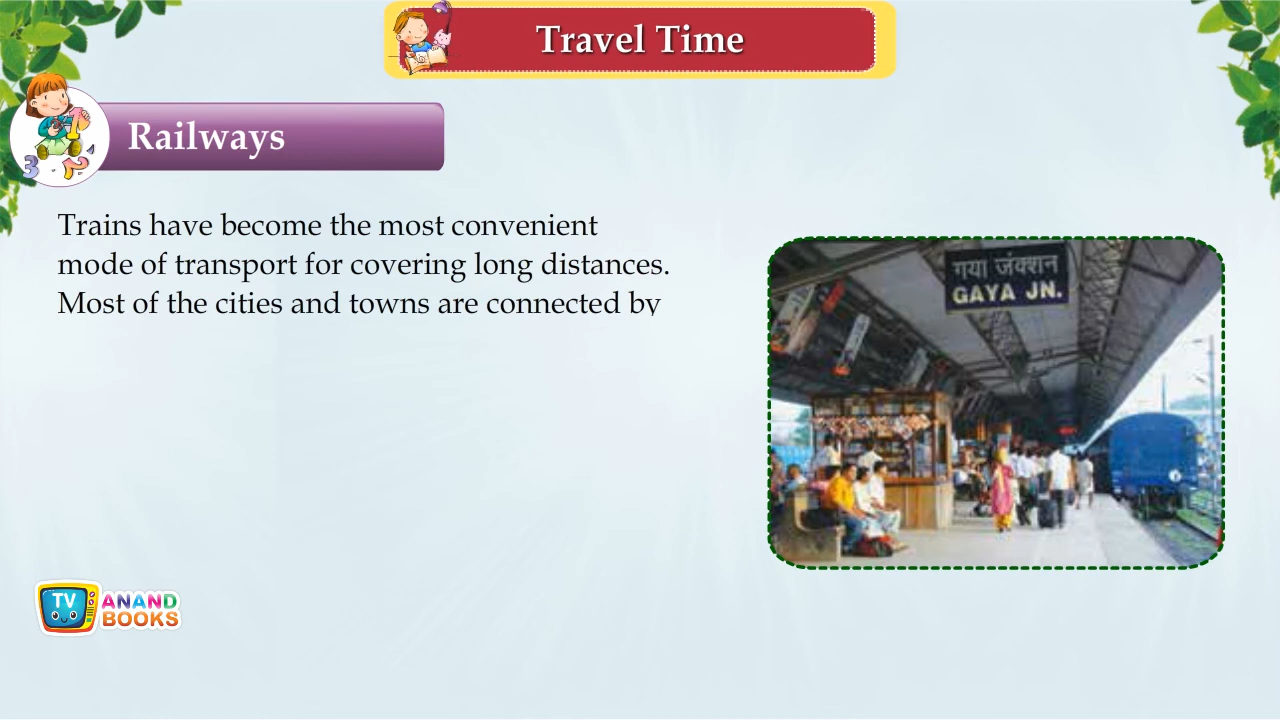 Travel Time
Railways
Trains have become the most convenient
mode of transport for covering long distances.
Most of the cities and towns are connected by
गया जंक्शन
GAYA JN.
TV ANAND
BOOKS